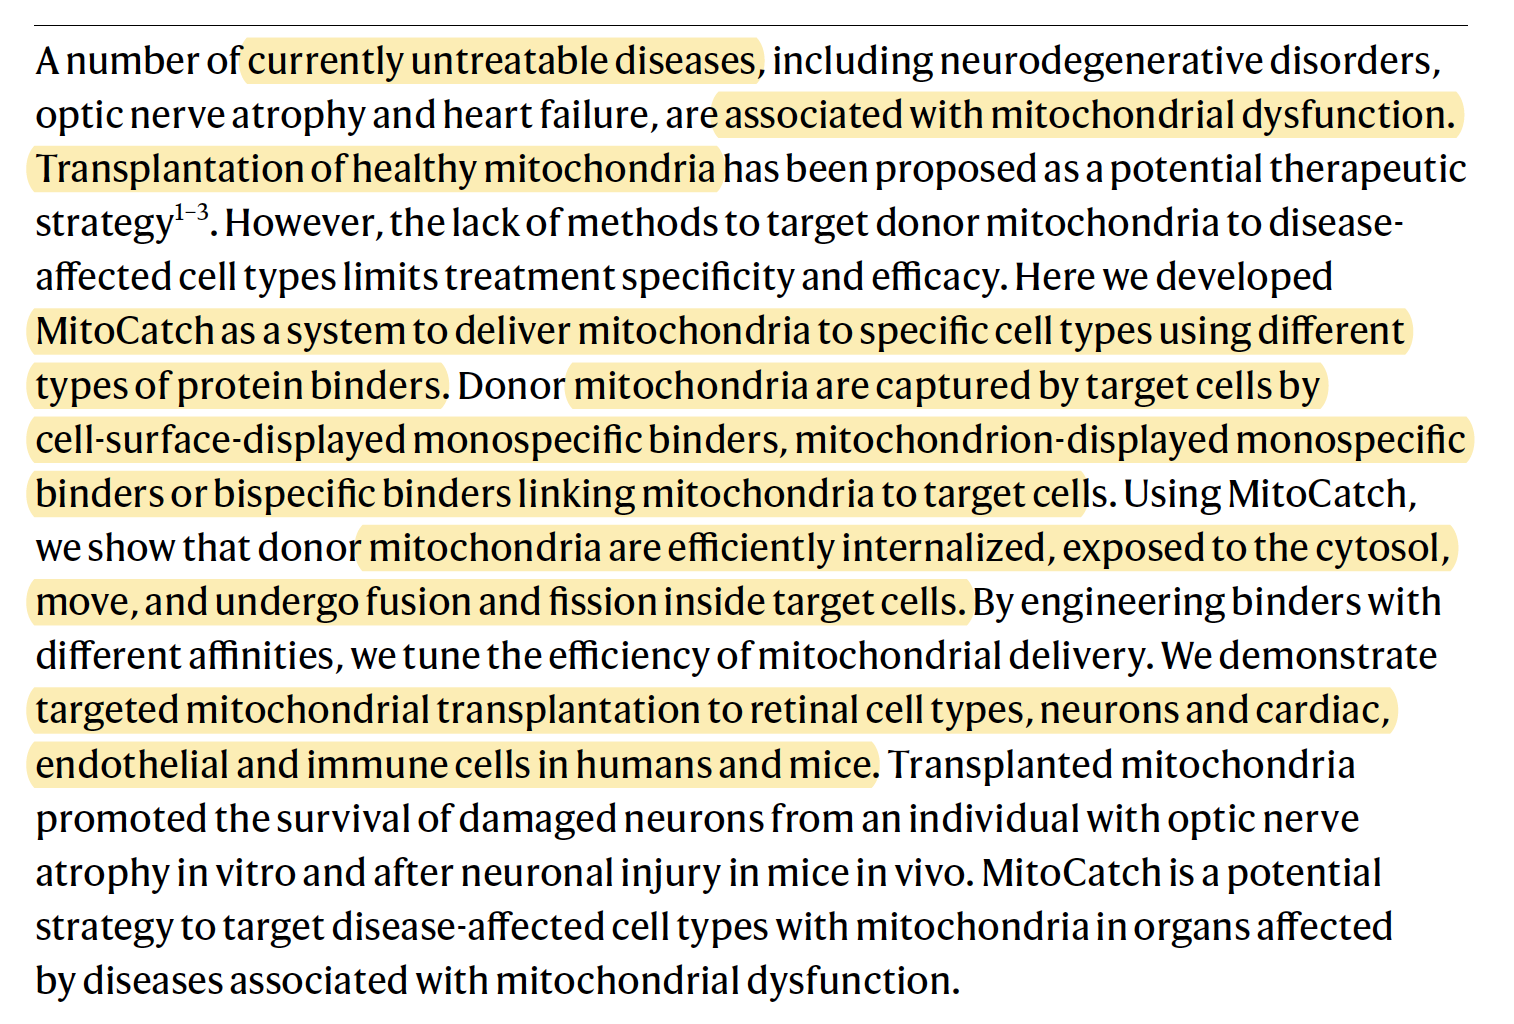 A number of currently untreatable diseases, including neurodegenerative disorders,
optic nerve atrophy and heart failure, are associated with mitochondrial dysfunction.
Transplantation of healthy mitochondria has been proposed as a potential therapeutic
strategy1–3. However, the lack of methods to target donor mitochondria to disease-
affected cell types limits treatment specificity and efficacy. Here we developed
MitoCatch as a system to deliver mitochondria to specific cell types using different
types of protein binders. Donor mitochondria are captured by target cells by
cell-surface-displayed monospecific binders, mitochondrion-displayed monospecific
binders or bispecific binders linking mitochondria to target cells. Using MitoCatch,
we show that donor mitochondria are efficiently internalized, exposed to the cytosol,
move, and undergo fusion and fission inside target cells. By engineering binders with
different affinities, we tune the efficiency of mitochondrial delivery. We demonstrate
targeted mitochondrial transplantation to retinal cell types, neurons and cardiac,
endothelial and immune cells in humans and mice. Transplanted mitochondria
promoted the survival of damaged neurons from an individual with optic nerve
atrophy in vitro and after neuronal injury in mice in vivo. MitoCatch is a potential
strategy to target disease-affected cell types with mitochondria in organs affected
by diseases associated with mitochondrial dysfunction.